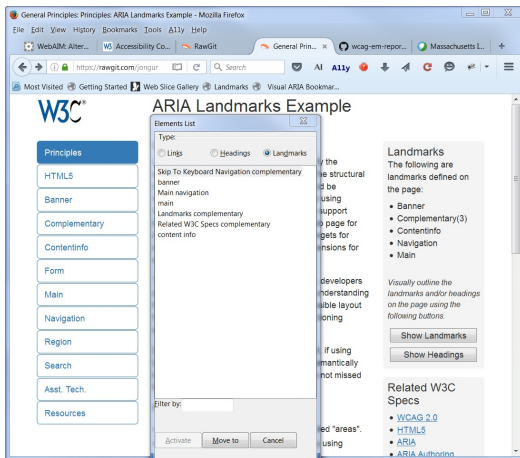 General Principles: Principles: ARIA Landmarks Example - Mozilla Firefox
File Edit View History Bookmarks Tools A11y Help
WebAIM: Alter... W3 Accessibility Co... RawGit General Prin... wcag-em-repor... Massachusetts I...
https://rawgit.com/jongun Search AI A11y
Most Visited Getting Started Web Slice Gallery Landmarks Visual ARIA Bookmar...
W3C®
ARIA Landmarks Example
Principles
HTML5
Banner
Complementary
Contentinfo
Form
Main
Navigation
Region
Search
Asst. Tech.
Resources
Elements List
Type:
Links Headings Landmarks
Skip To Keyboard Navigation complementary
banner
Main navigation
main
Landmarks complementary
Related W3C Specs complementary
content info
Filter by:
Activate Move to Cancel
y the
e structural
d be
using
support
page for
gets for
nsions for
developers
nderstanding
sible layout
oning
if using
mantically
not missed
ed "areas".
using
Landmarks
The following are
landmarks defined on
the page:
• Banner
• Complementary(3)
• Contentinfo
• Navigation
• Main
Visually outline the
landmarks and/or headings
on the page using the
following buttons.
Show Landmarks
Show Headings
Related W3C
Specs
• WCAG 2.0
• HTML5
• ARIA
• ARIA Authoring